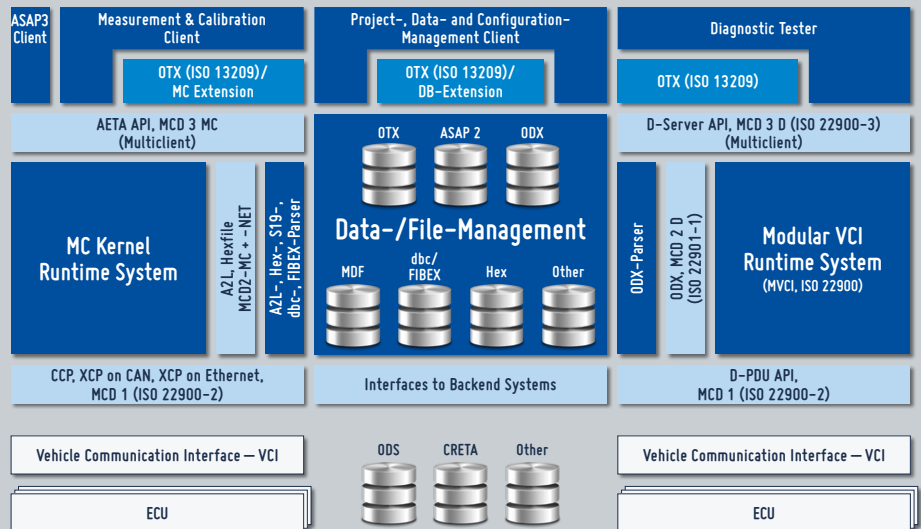 ASAP3
Client
Measurement & Calibration
Client
Project-, Data- and Configuration-
Management Client
Diagnostic Tester
OTX (ISO 13209)/
MC Extension
OTX (ISO 13209)/
DB-Extension
OTX (ISO 13209)
AETA API, MCD 3 MC
(Multiclient)
D-Server API, MCD 3 D (ISO 22900-3)
(Multiclient)
OTX
ASAP 2
ODX
MC Kernel
Runtime System
A2L, Hexfile
MCD2-MC + -NET
A2L-, Hex-, S19-,
dbc-, FIBEX-Parser
Data-/File-Management
MDF
dbc/
FIBEX
Hex
Other
ODX-Parser
ODX, MCD 2 D
(ISO 22901-1)
Modular VCI
Runtime System
(MVCI, ISO 22900)
CCP, XCP on CAN, XCP on Ethernet,
MCD 1 (ISO 22900-2)
Interfaces to Backend Systems
D-PDU API,
MCD 1 (ISO 22900-2)
Vehicle Communication Interface – VCI
ODS
CRETA
Other
Vehicle Communication Interface – VCI
ECU
ECU